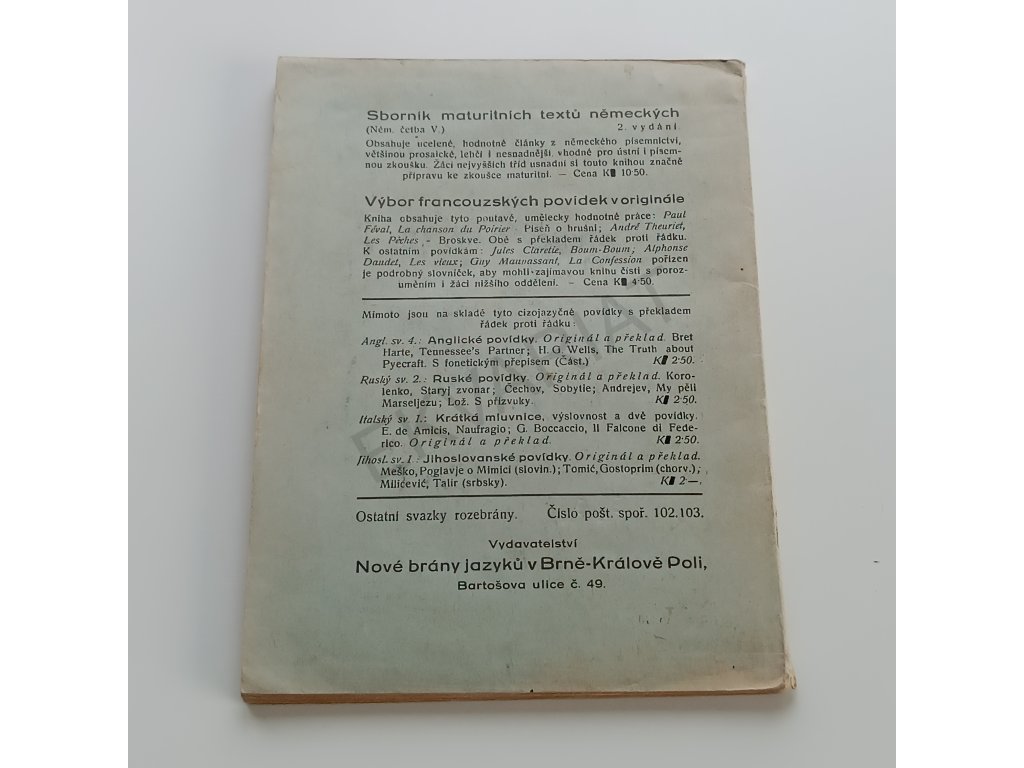 Sborník maturitních textů německých
(Něm. četba V.) 2. vydání.
Obsahuje ucelené, hodnotné články z německého písemnictví,
většinou prosaické, lehčí i nesnadnější, vhodné pro ústní i písem-
nou zkoušku. Žáci nejvyšších tříd usnadní si touto knihou značně
přípravu ke zkoušce maturitní. — Cena K 10·50.
Výbor francouzských povídek v originále
Kniha obsahuje tyto poutavé, umělecky hodnotné práce: Paul
Féval, La chanson du Poirier - Píseň o hrušni; André Theuriet,
Les Pêches - Broskve. Obě s překladem řádek proti řádku.
K ostatním povídkám: Jules Claretie, Boum-Boum; Alphonse
Daudet, Les vieux; Guy Maupassant, La Confession pořízen
je podrobný slovníček, aby mohli zajímavou knihu čísti s poroz-
uměním i žáci nižšího oddělení. – Cena K 4·50.
Mimoto jsou na skladě tyto cizojazyčné povídky s překladem
řádek proti řádku:
Angl. sv. 4.: Anglické povídky. Originál a překlad. Bret
Harte, Tennessee's Partner; H. G. Wells, The Truth about
Pyecraft. S fonetickým přepisem (Část.) K 2·50.
Ruský sv. 2.: Ruské povídky. Originál a překlad. Koro-
lenko, Staryj zvonar; Čechov, Sobytie; Andrejev, My pěli
Marseljezu; Lož. S přízvuky. K 2·50.
Italský sv. 1.: Krátká mluvnice, výslovnost a dvě povídky.
E. de Amicis, Naufragio; G. Boccaccio, Il Falcone di Fede-
rico. Originál a překlad. K 2·50.
Jihosl. sv. 1.: Jihoslovanské povídky. Originál a překlad.
Meško, Poglavje o Mimici (slovin.); Tomić, Gostoprim (chorv.);
Milićević, Talir (srbsky). K 2·—.
Ostatní svazky rozebrány. Číslo pošt. spoř. 102.103.
Vydavatelství
Nové brány jazyků v Brně-Králově Poli,
Bartošova ulice č. 49.